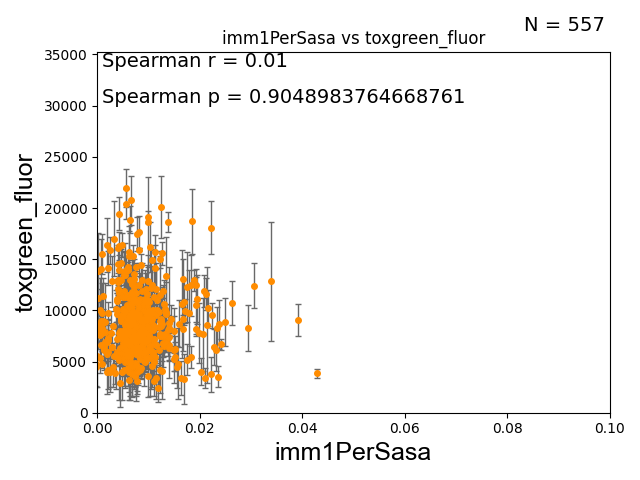 N = 557
imm1PerSasa vs toxgreen_fluor
Spearman r = 0.01
Spearman p = 0.9048983764668761
35000
30000
25000
20000
15000
10000
5000
0
toxgreen_fluor
0.00 0.02 0.04 0.06 0.08 0.10
imm1PerSasa